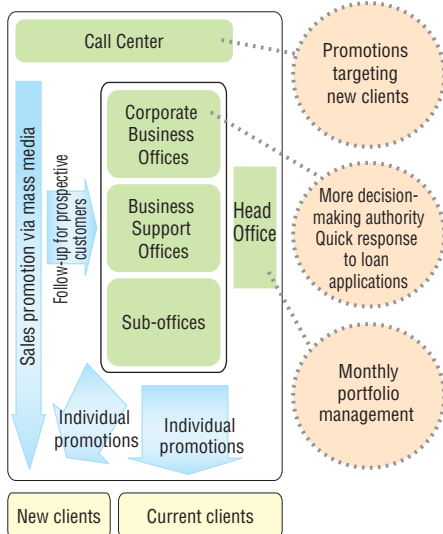 Call Center
Promotions
targeting
new clients
Sales promotion via mass media
Follow-up for prospective
customers
Corporate
Business
Offices
Business
Support
Offices
Sub-offices
Head
Office
More decision-
making authority
Quick response
to loan
applications
Monthly
portfolio
management
Individual
promotions
Individual
promotions
New clients
Current clients